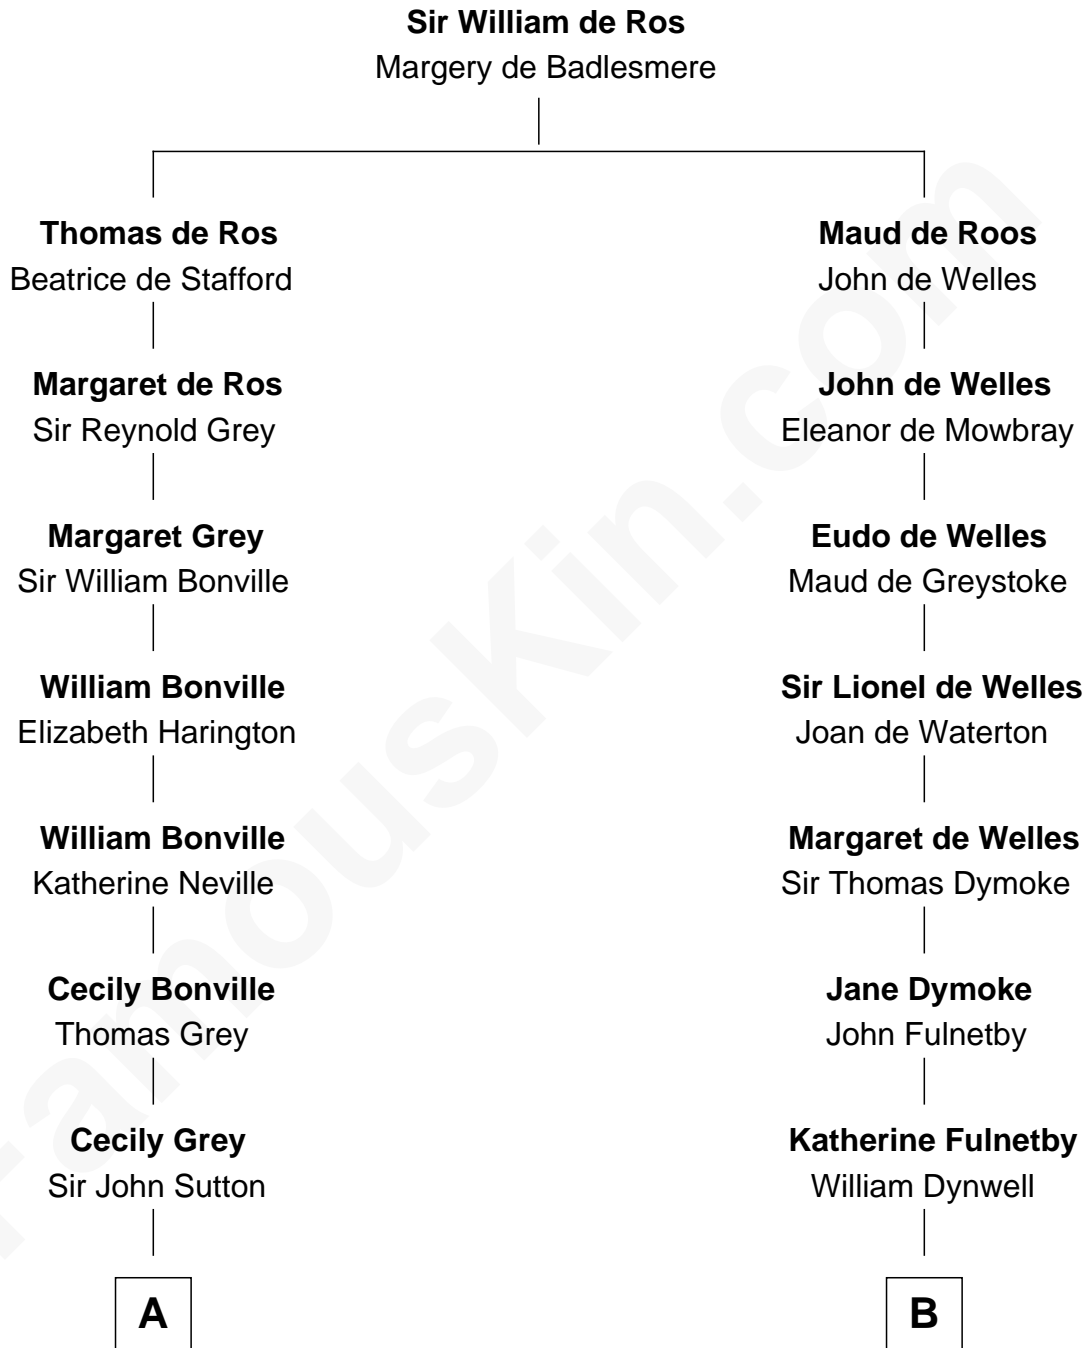 Sir William de Ros
Margery de Badlesmere
Thomas de Ros
Beatrice de Stafford
Margaret de Ros
Sir Reynold Grey
Margaret Grey
Sir William Bonville
William Bonville
Elizabeth Harington
William Bonville
Katherine Neville
Cecily Bonville
Thomas Grey
Cecily Grey
Sir John Sutton
A
Maud de Roos
John de Welles
John de Welles
Eleanor de Mowbray
Eudo de Welles
Maud de Greystoke
Sir Lionel de Welles
Joan de Waterton
Margaret de Welles
Sir Thomas Dymoke
Jane Dymoke
John Fulnetby
Katherine Fulnetby
William Dynwell
B
FamousKin.com